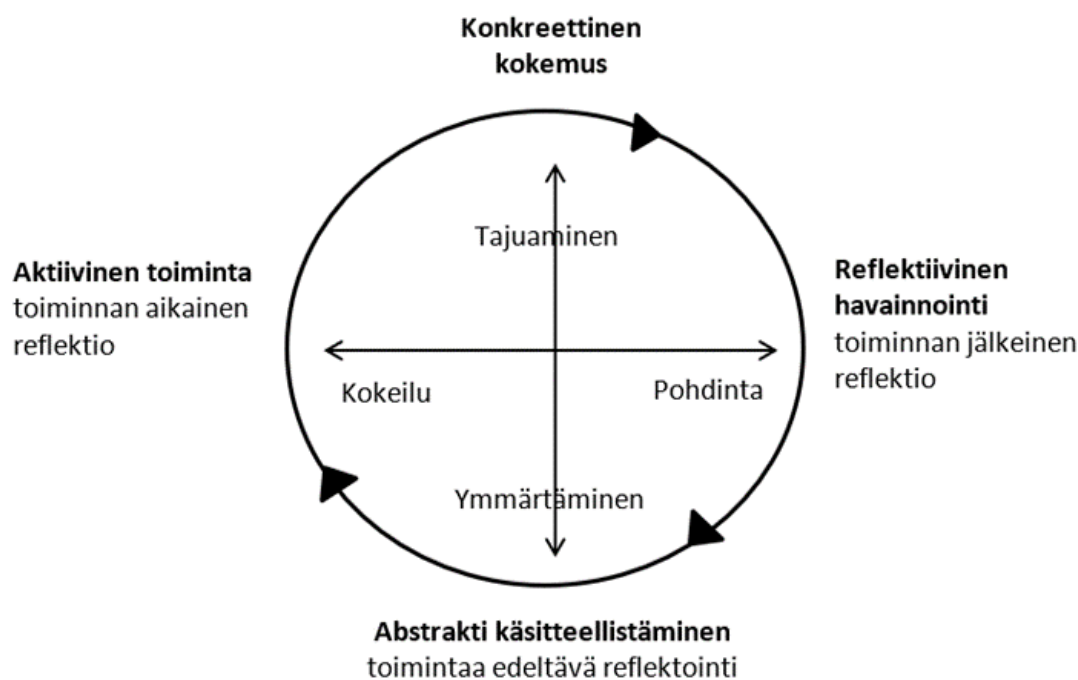 Konkreettinen
kokemus
Tajuaminen
Aktiivinen toiminta
toiminnan aikainen
reflektio
Reflektiivinen
havainnointi
toiminnan jälkeinen
reflektio
Kokeilu
Pohdinta
Ymmärtäminen
Abstrakti käsitteellistäminen
toimintaa edeltävä reflektointi